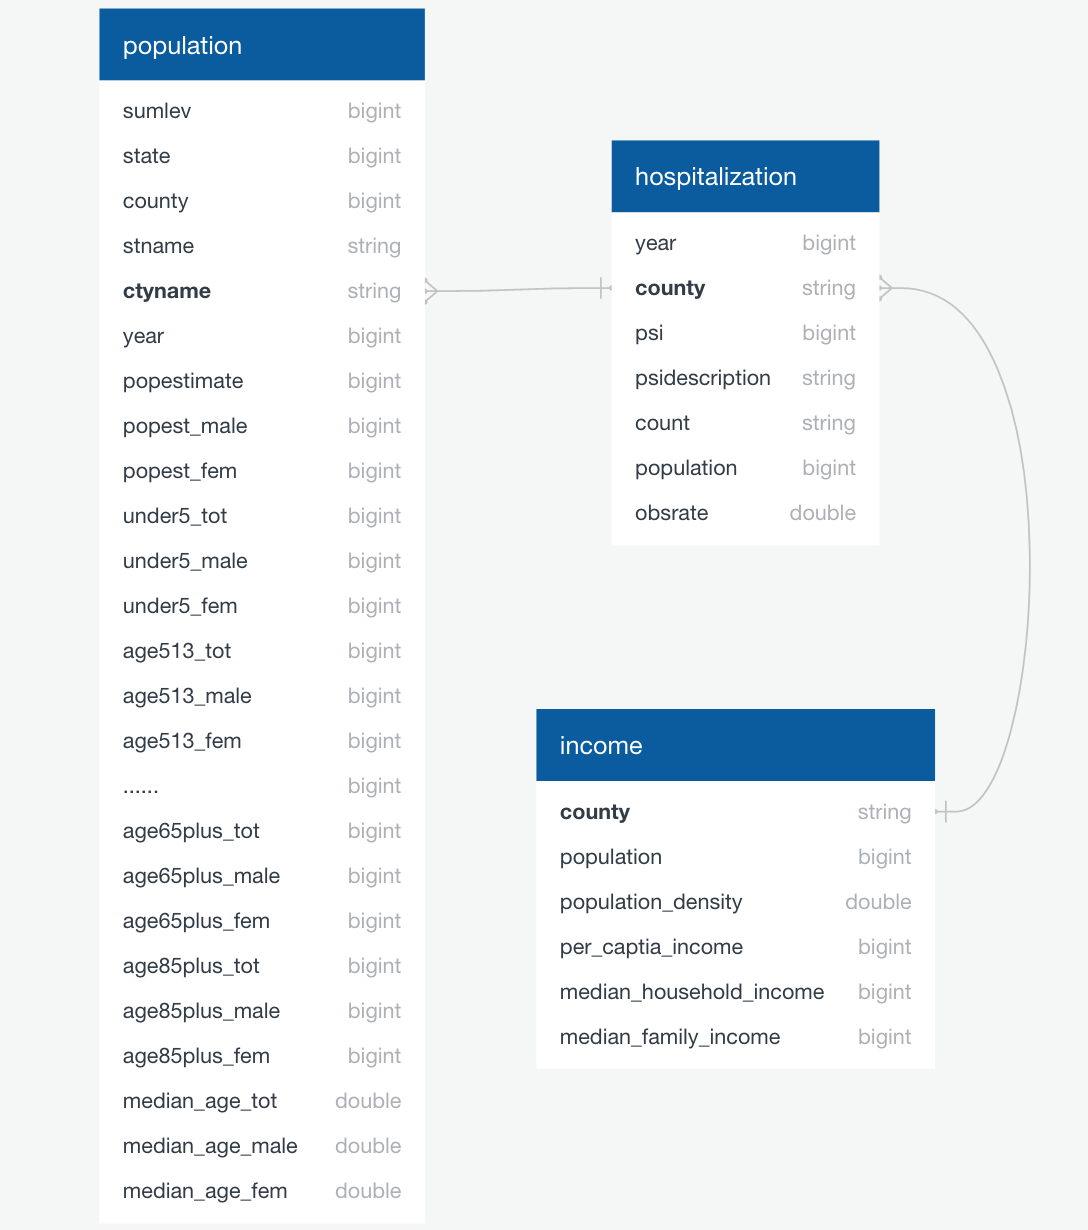 population
sumlev bigint
state bigint
county bigint
stname string
ctyname string
year bigint
popestimate bigint
popest_male bigint
popest_fem bigint
under5_tot bigint
under5_male bigint
under5_fem bigint
age513_tot bigint
age513_male bigint
age513_fem bigint
...... bigint
age65plus_tot bigint
age65plus_male bigint
age65plus_fem bigint
age85plus_tot bigint
age85plus_male bigint
age85plus_fem bigint
median_age_tot double
median_age_male double
median_age_fem double
hospitalization
year bigint
county string
psi bigint
psidescription string
count string
population bigint
obsrate double
income
county string
population bigint
population_density double
per_captia_income bigint
median_household_income bigint
median_family_income bigint